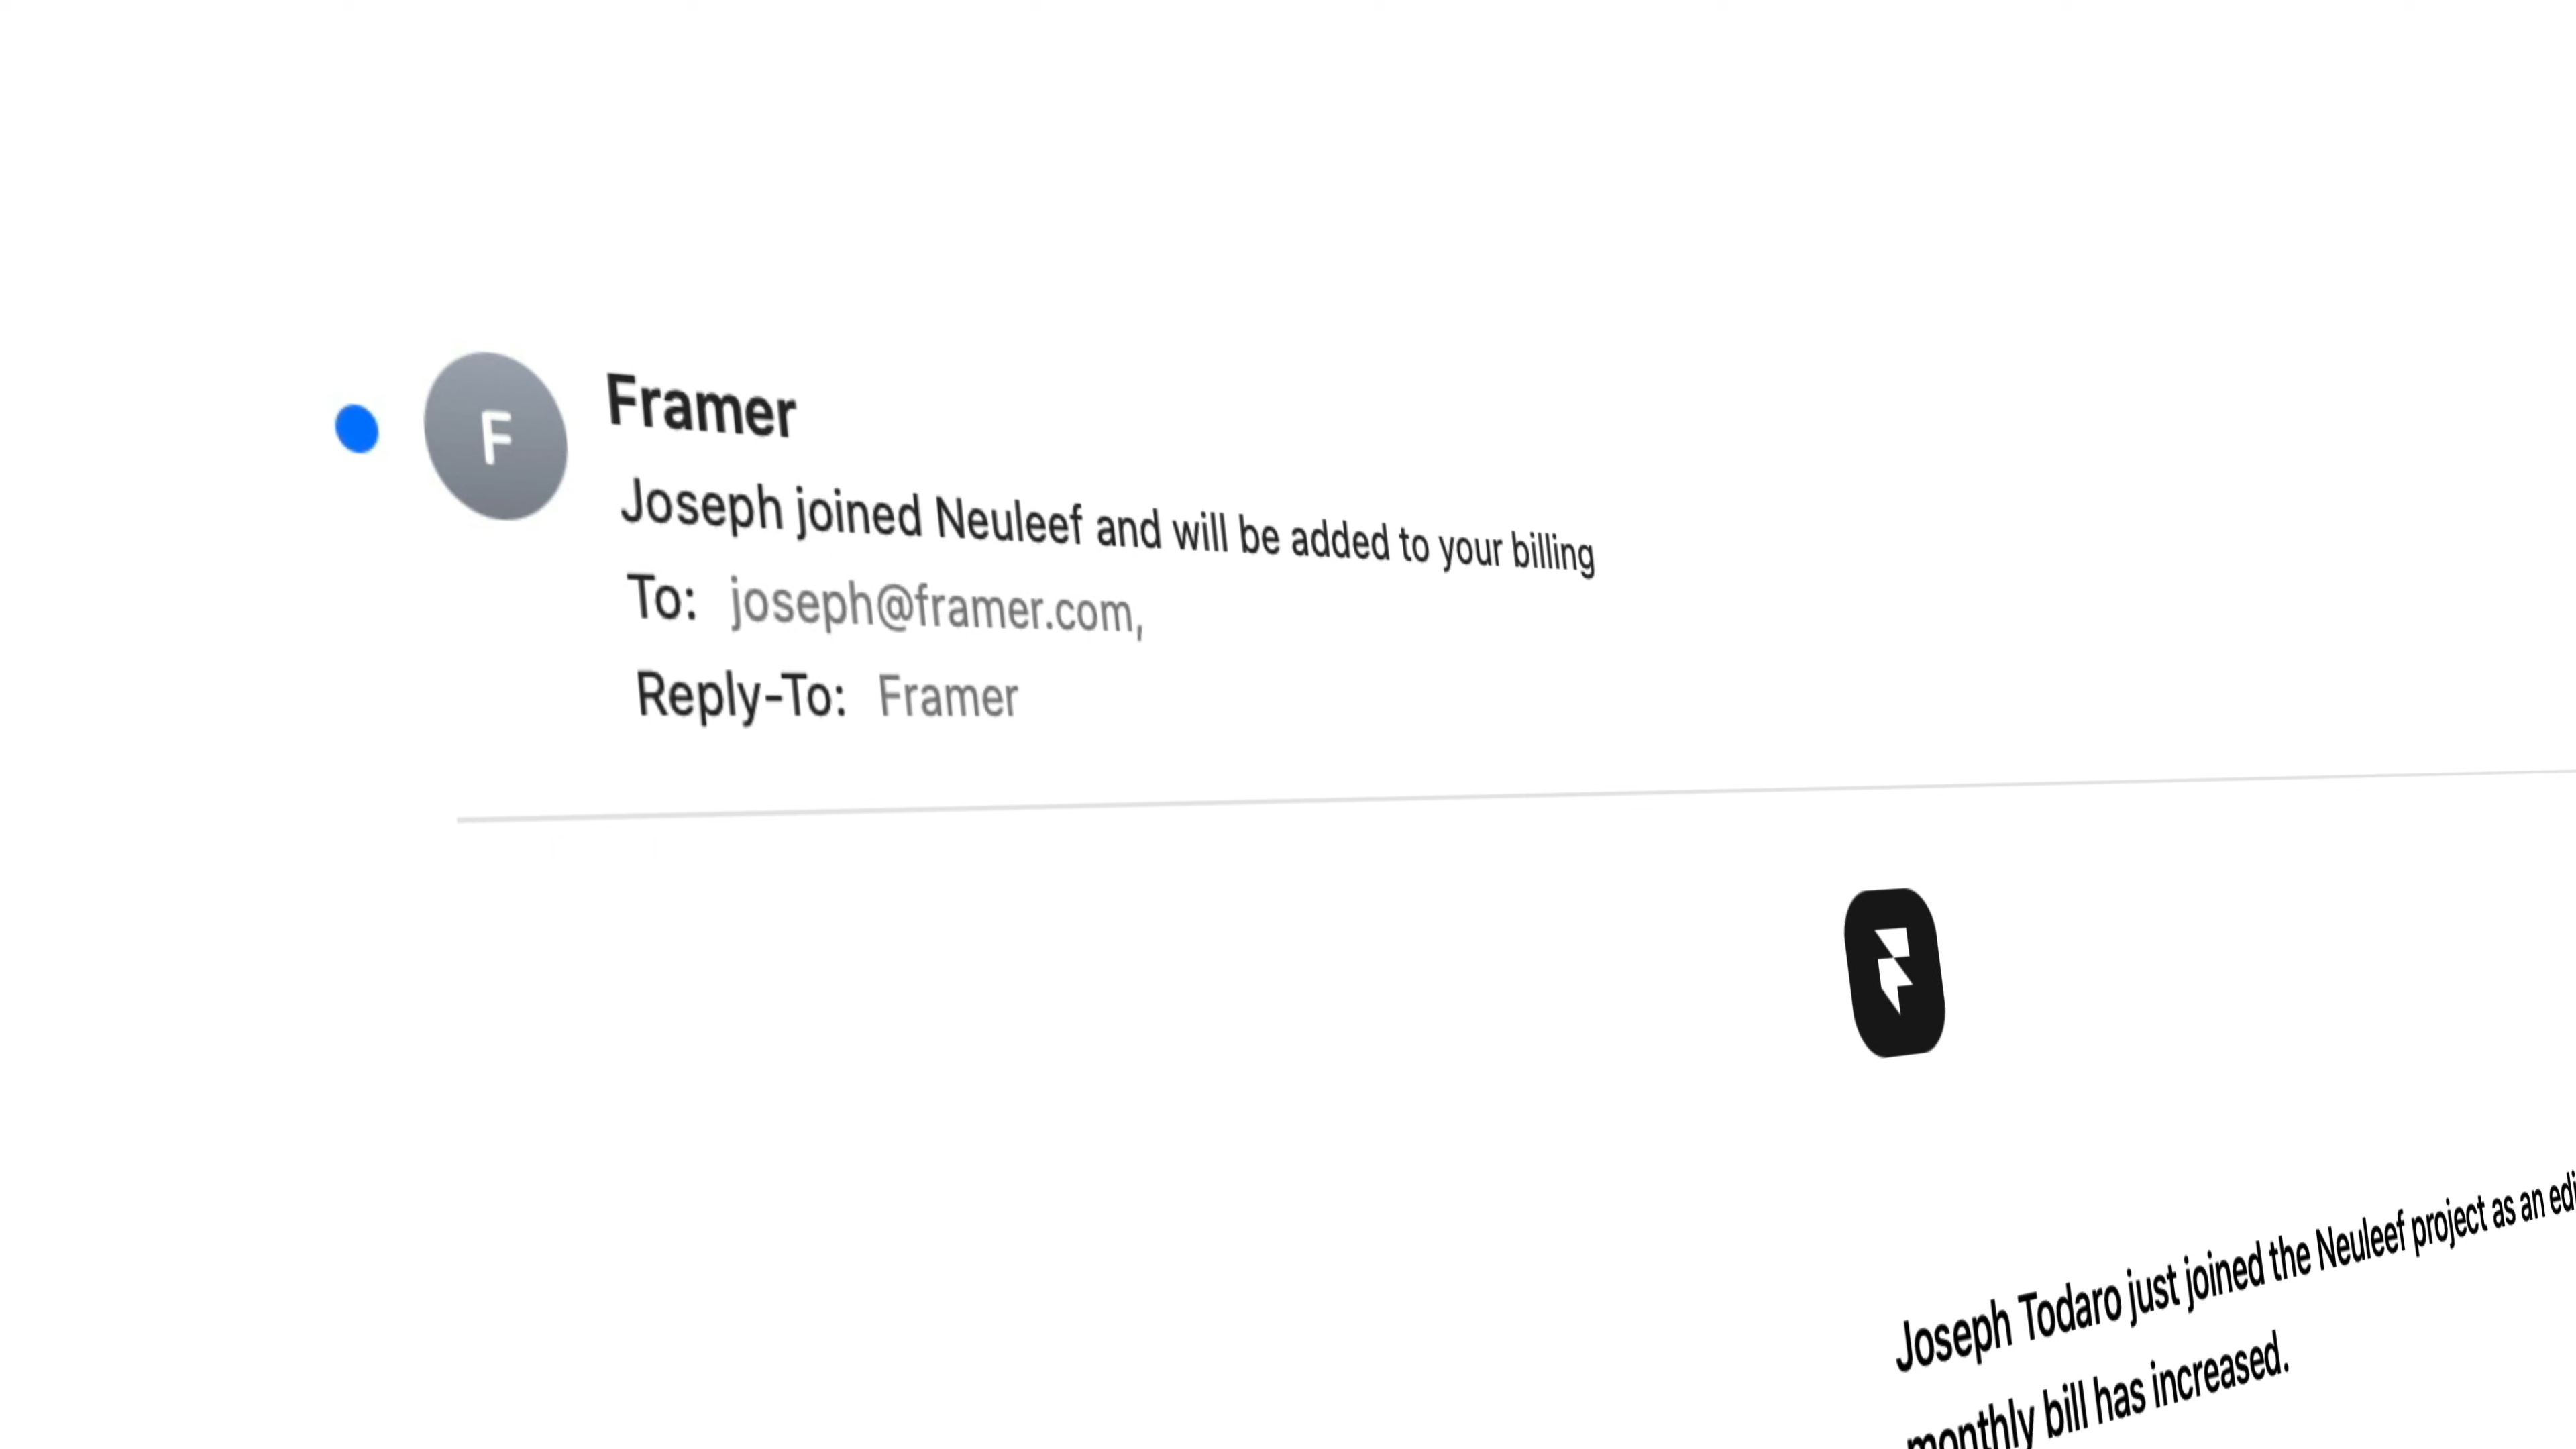 F
Framer
Joseph joined Neuleef and will be added to your billing
To: joseph@framer.com,
Reply-To: Framer
Joseph Todaro just joined the Neuleef project as an
monthly bill has increased.